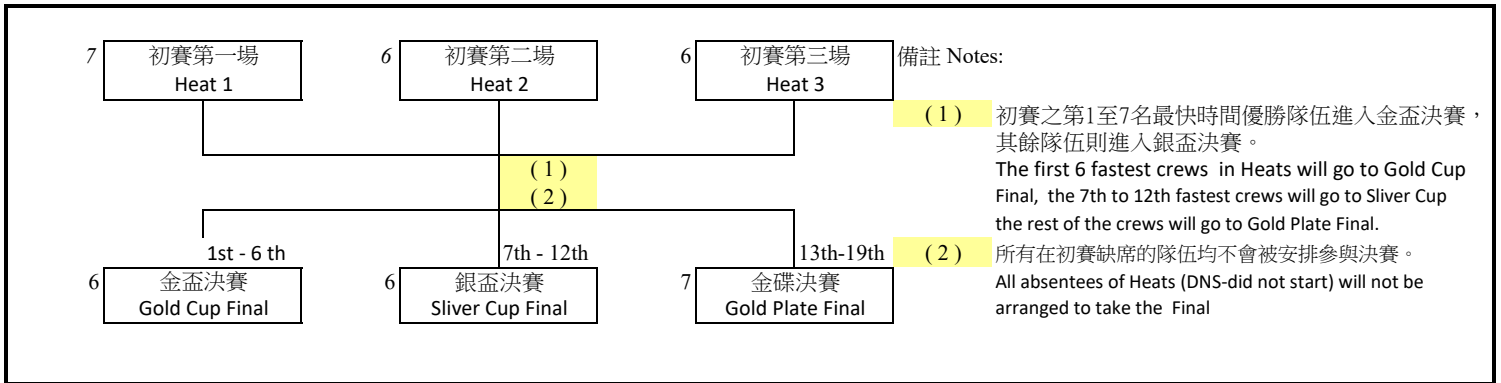 7 初賽第一場 6 初賽第二場 6 初賽第三場 備註 Notes:
Heat 1 Heat 2 Heat 3
( 1 ) 初賽之第1至7名最快時間優勝隊伍進入金盃決賽，
其餘隊伍則進入銀盃決賽。
( 1 ) The first 6 fastest crews in Heats will go to Gold Cup
( 2 ) Final, the 7th to 12th fastest crews will go to Sliver Cup
the rest of the crews will go to Gold Plate Final.
1st - 6 th 7th - 12th 13th-19th ( 2 ) 所有在初賽缺席的隊伍均不會被安排參與決賽。
6 金盃決賽 6 銀盃決賽 7 金碟決賽 All absentees of Heats (DNS-did not start) will not be
Gold Cup Final Sliver Cup Final Gold Plate Final arranged to take the Final